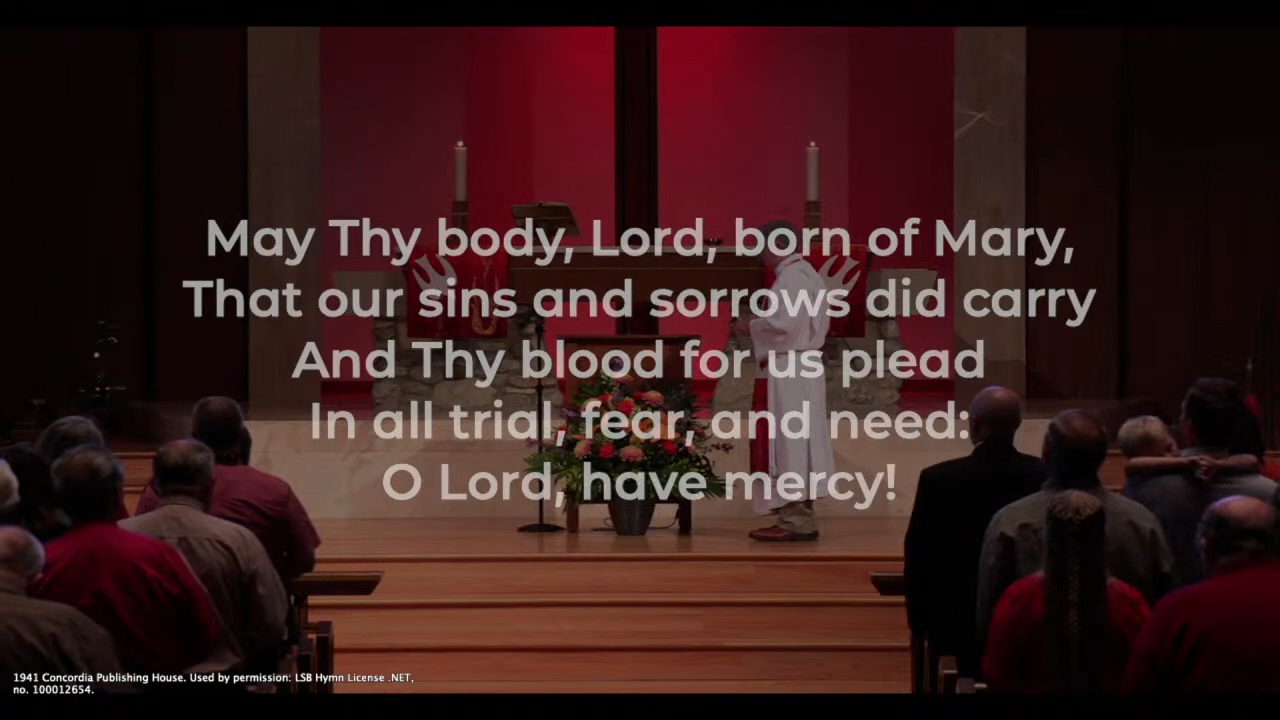 May Thy body, Lord, born of Mary,
That our sins and sorrows did carry
And Thy blood for us plead
In all trial, fear, and need:
O Lord, have mercy!
1941 Concordia Publishing House. Used by permission: LSB Hymn License .NET,
no. 100012654.